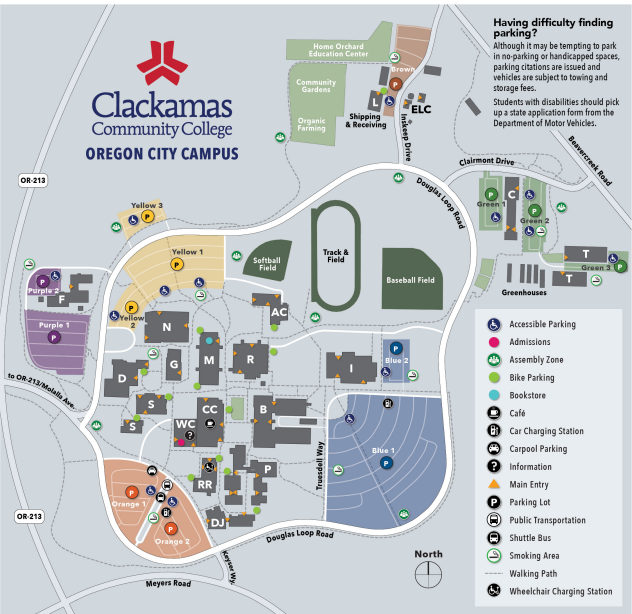 Having difficulty finding
parking?
Although it may be tempting to park
in no-parking or handicapped spaces,
parking citations are issued and
vehicles are subject to towing and
storage fees.
Students with disabilities should pick
up a state application form from the
Department of Motor Vehicles.
Clackamas
Community College
OREGON CITY CAMPUS
Home Orchard
Education Center
Community
Gardens
Organic
Farming
Brown
P
L
ELC
Shipping
& Receiving
Inskeep Drive
Beavercreek Road
Clairmont Drive
Douglas Loop Road
OR-213
Yellow 3
P
Yellow 1
P
Yellow
2
P
Softball
Field
Track &
Field
Baseball Field
P
Green 1
C
P
Green 2
T
Green 3
P
T
Greenhouses
P
Purple 2
F
Purple 1
P
AC
N
M
R
I
P
Blue 2
D
G
S
S
CC
WC
?
B
to OR-213/Molalla Ave.
Truesdell Way
Blue 1
P
RR
P
DJ
Orange 1
P
P
Orange 2
OR-213
Douglas Loop Road
Keyser Wy.
Meyers Road
North
Accessible Parking
Admissions
Assembly Zone
Bike Parking
Bookstore
Café
Car Charging Station
Carpool Parking
? Information
Main Entry
P Parking Lot
Public Transportation
Shuttle Bus
Smoking Area
Walking Path
Wheelchair Charging Station